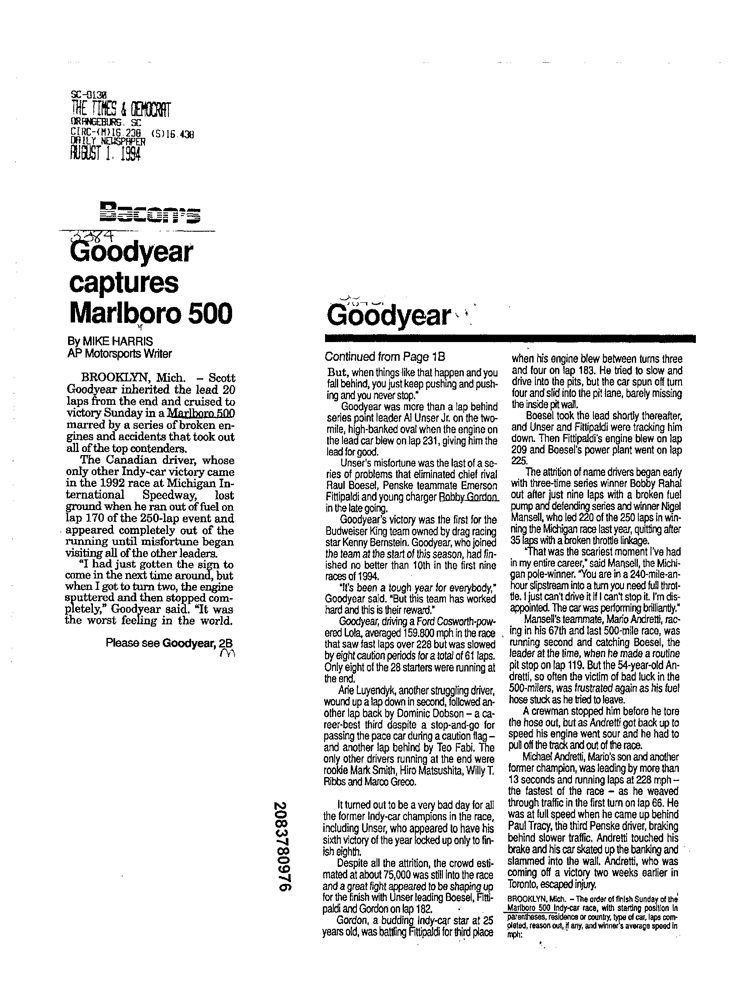 SC-0130
THE TIMES & DEMOCRAT
ORANGEBURG, SC
CIRC-(M)16.238 (S)16.430
DAILY NEWSPAPER
AUGUST 1, 1994
Bacon's
3384
Goodyear
captures
Marlboro 500
By MIKE HARRIS
AP Motorsports Writer
BROOKLYN, Mich. – Scott
Goodyear inherited the lead 20
laps from the end and cruised to
victory Sunday in a Marlboro 500
marred by a series of broken en-
gines and accidents that took out
all of the top contenders.
The Canadian driver, whose
only other Indy-car victory came
in the 1992 race at Michigan In-
ternational Speedway, lost
ground when he ran out of fuel on
lap 170 of the 250-lap event and
appeared completely out of the
running until misfortune began
visiting all of the other leaders.
"I had just gotten the sign to
come in the next time around, but
when I got to turn two, the engine
sputtered and then stopped com-
pletely," Goodyear said. "It was
the worst feeling in the world.
Please see Goodyear, 2B
Goodyear
Continued from Page 1B
But, when things like that happen and you
fall behind, you just keep pushing and push-
ing and you never stop."
Goodyear was more than a lap behind
series point leader Al Unser Jr. on the two-
mile, high-banked oval when the engine on
the lead car blew on lap 231, giving him the
lead for good.
Unser's misfortune was the last of a se-
ries of problems that eliminated chief rival
Raul Boesel, Penske teammate Emerson
Fittipaldi and young charger Robby Gordon
in the late going.
Goodyear's victory was the first for the
Budweiser King team owned by drag racing
star Kenny Bernstein. Goodyear, who joined
the team at the start of this season, had fin-
ished no better than 10th in the first nine
races of 1994.
"It's been a tough year for everybody,"
Goodyear said. "But this team has worked
hard and this is their reward."
Goodyear, driving a Ford Cosworth-pow-
ered Lola, averaged 159.800 mph in the race
that saw fast laps over 228 but was slowed
by eight caution periods for a total of 61 laps.
Only eight of the 28 starters were running at
the end.
Arie Luyendyk, another struggling driver,
wound up a lap down in second, followed an-
other lap back by Dominic Dobson – a ca-
reer-best third despite a stop-and-go for
passing the pace car during a caution flag –
and another lap behind by Teo Fabi. The
only other drivers running at the end were
rookie Mark Smith, Hiro Matsushita, Willy T.
Ribbs and Marco Greco.
It turned out to be a very bad day for all
the former Indy-car champions in the race,
including Unser, who appeared to have his
sixth victory of the year locked up only to fin-
ish eighth.
Despite all the attrition, the crowd esti-
mated at about 75,000 was still into the race
and a great fight appeared to be shaping up
for the finish with Unser leading Boesel, Fitti-
paldi and Gordon on lap 182.
Gordon, a budding Indy-car star at 25
years old, was battling Fittipaldi for third place
when his engine blew between turns three
and four on lap 183. He tried to slow and
drive into the pits, but the car spun off turn
four and slid into the pit lane, barely missing
the inside pit wall.
Boesel took the lead shortly thereafter,
and Unser and Fittipaldi were tracking him
down. Then Fittipaldi's engine blew on lap
209 and Boesel's power plant went on lap
225.
The attrition of name drivers began early
with three-time series winner Bobby Rahal
out after just nine laps with a broken fuel
pump and defending series and winner Nigel
Mansell, who led 220 of the 250 laps in win-
ning the Michigan race last year, quitting after
35 laps with a broken throttle linkage.
"That was the scariest moment I've had
in my entire career," said Mansell, the Michi-
gan pole-winner. "You are in a 240-mile-an-
hour slipstream into a turn you need full throt-
tle. I just can't drive it if I can't stop it. I'm dis-
appointed. The car was performing brilliantly."
Mansell's teammate, Mario Andretti, rac-
ing in his 67th and last 500-mile race, was
running second and catching Boesel, the
leader at the time, when he made a routine
pit stop on lap 119. But the 54-year-old An-
dretti, so often the victim of bad luck in the
500-milers, was frustrated again as his fuel
hose stuck as he tried to leave.
A crewman stopped him before he tore
the hose out, but as Andretti got back up to
speed his engine went sour and he had to
pull off the track and out of the race.
Michael Andretti, Mario's son and another
former champion, was leading by more than
13 seconds and running laps at 228 mph –
the fastest of the race – as he weaved
through traffic in the first turn on lap 66. He
was at full speed when he came up behind
Paul Tracy, the third Penske driver, braking
behind slower traffic. Andretti touched his
brake and his car skated up the banking and
slammed into the wall. Andretti, who was
coming off a victory two weeks earlier in
Toronto, escaped injury.
BROOKLYN, Mich. – The order of finish Sunday of the
Marlboro 500 Indy-car race, with starting position in
parentheses, residence or country, type of car, laps com-
pleted, reason out, if any, and winner's average speed in
mph:
2083780976